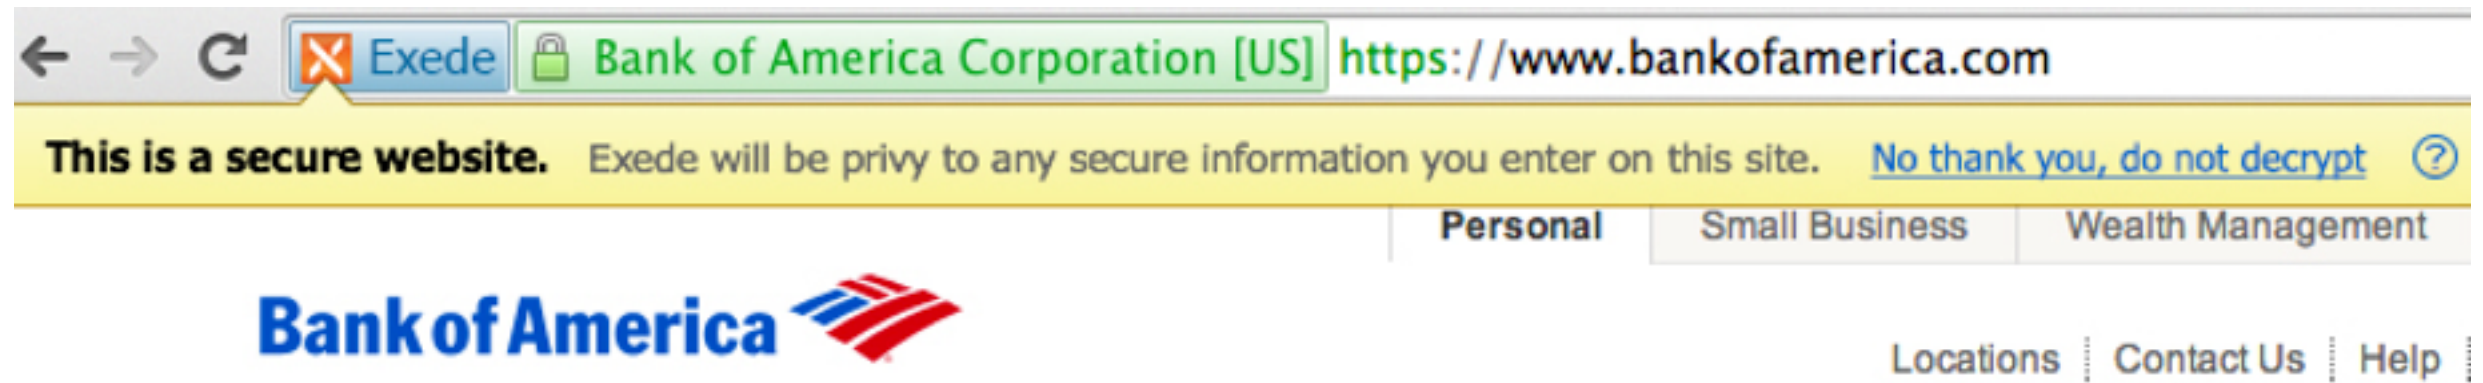 Exede Bank of America Corporation [US] https://www.bankofamerica.com
This is a secure website. Exede will be privy to any secure information you enter on this site. No thank you, do not decrypt ?
Personal Small Business Wealth Management
Bank of America
Locations Contact Us Help